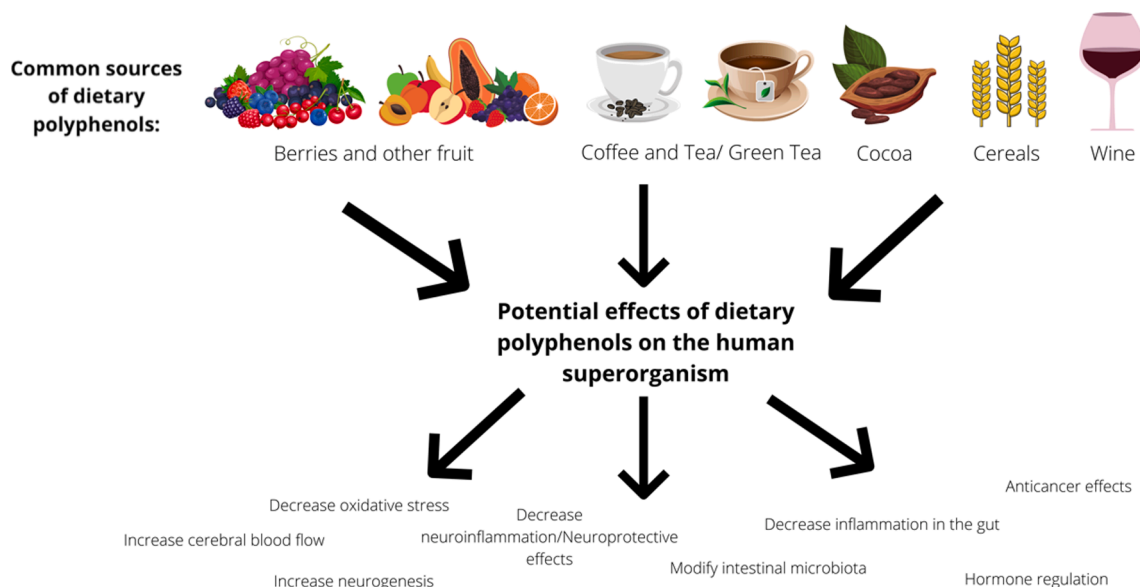 Common sources
of dietary
polyphenols:
Berries and other fruit
Coffee and Tea/ Green Tea
Cocoa
Cereals
Wine
Potential effects of dietary
polyphenols on the human
superorganism
Anticancer effects
Decrease oxidative stress
Decrease
neuroinflammation/Neuroprotective
effects
Decrease inflammation in the gut
Increase cerebral blood flow
Modify intestinal microbiota
Increase neurogenesis
Hormone regulation